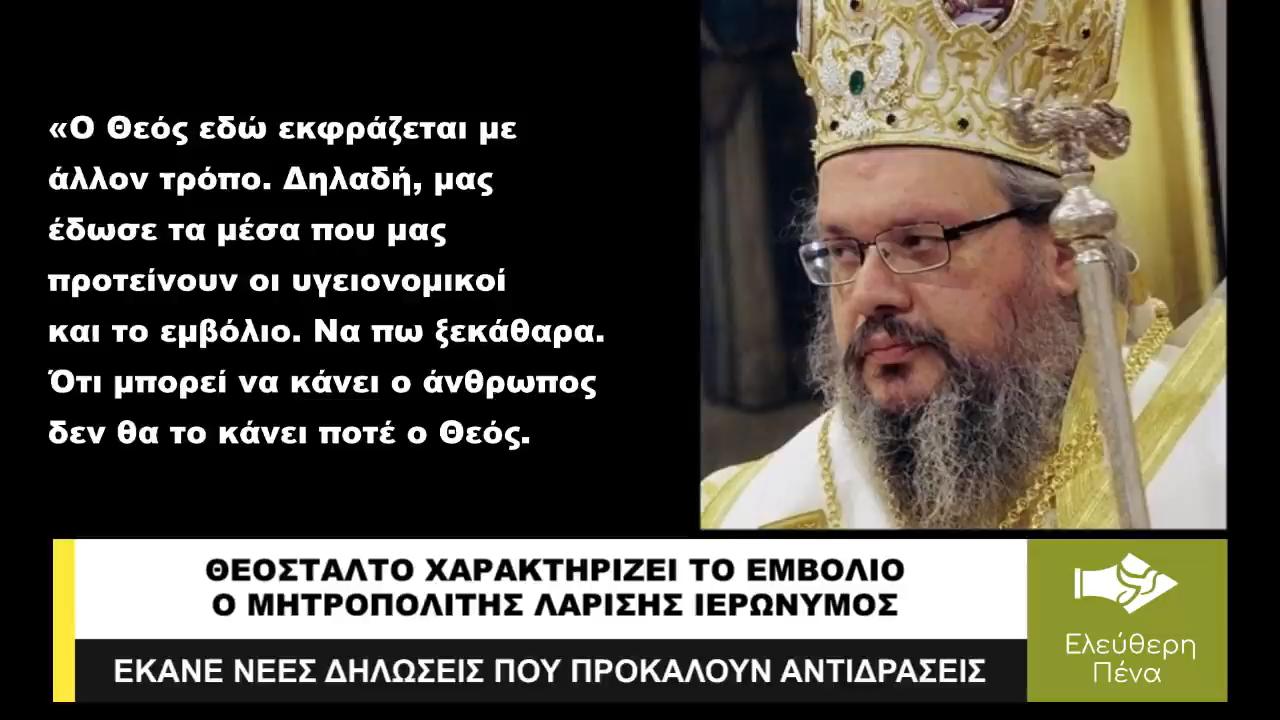 «Ο Θεός εδώ εκφράζεται με
άλλον τρόπο. Δηλαδή, μας
έδωσε τα μέσα που μας
προτείνουν οι υγειονομικοί
και το εμβόλιο. Να πω ξεκάθαρα.
Ότι μπορεί να κάνει ο άνθρωπος
δεν θα το κάνει ποτέ ο Θεός.
ΘΕΟΣΤΑΛΤΟ ΧΑΡΑΚΤΗΡΙΖΕΙ ΤΟ ΕΜΒΟΛΙΟ
Ο ΜΗΤΡΟΠΟΛΙΤΗΣ ΛΑΡΙΣΗΣ ΙΕΡΩΝΥΜΟΣ
ΕΚΑΝΕ ΝΕΕΣ ΔΗΛΩΣΕΙΣ ΠΟΥ ΠΡΟΚΑΛΟΥΝ ΑΝΤΙΔΡΑΣΕΙΣ
Ελεύθερη
Πένα